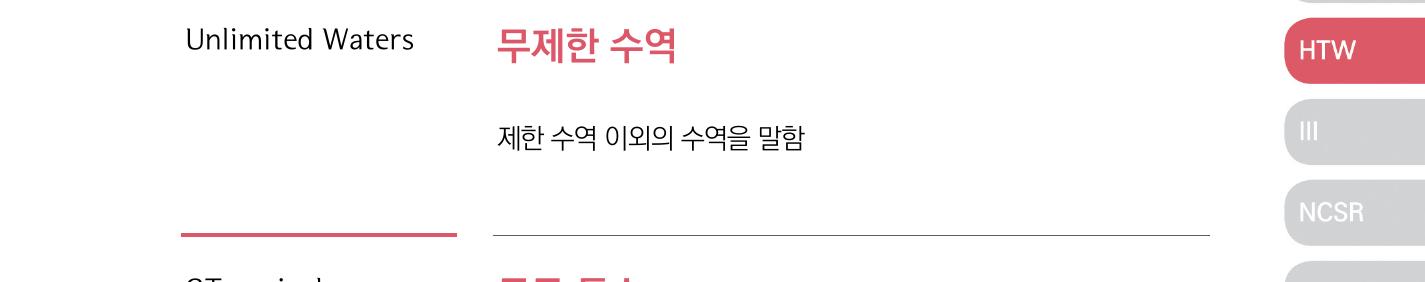 Unlimited Waters
무제한 수역
제한 수역 이외의 수역을 말함
HTW
III
NCSR